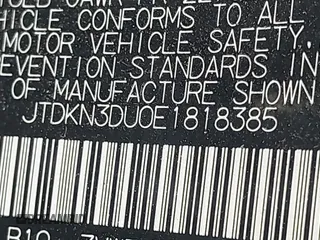 HICLE CONFORMS TO ALL
MOTOR VEHICLE SAFETY,
EVENTION STANDARDS IN
OF MANUFACTURE SHOWN
JTDKN3DU0E1818385